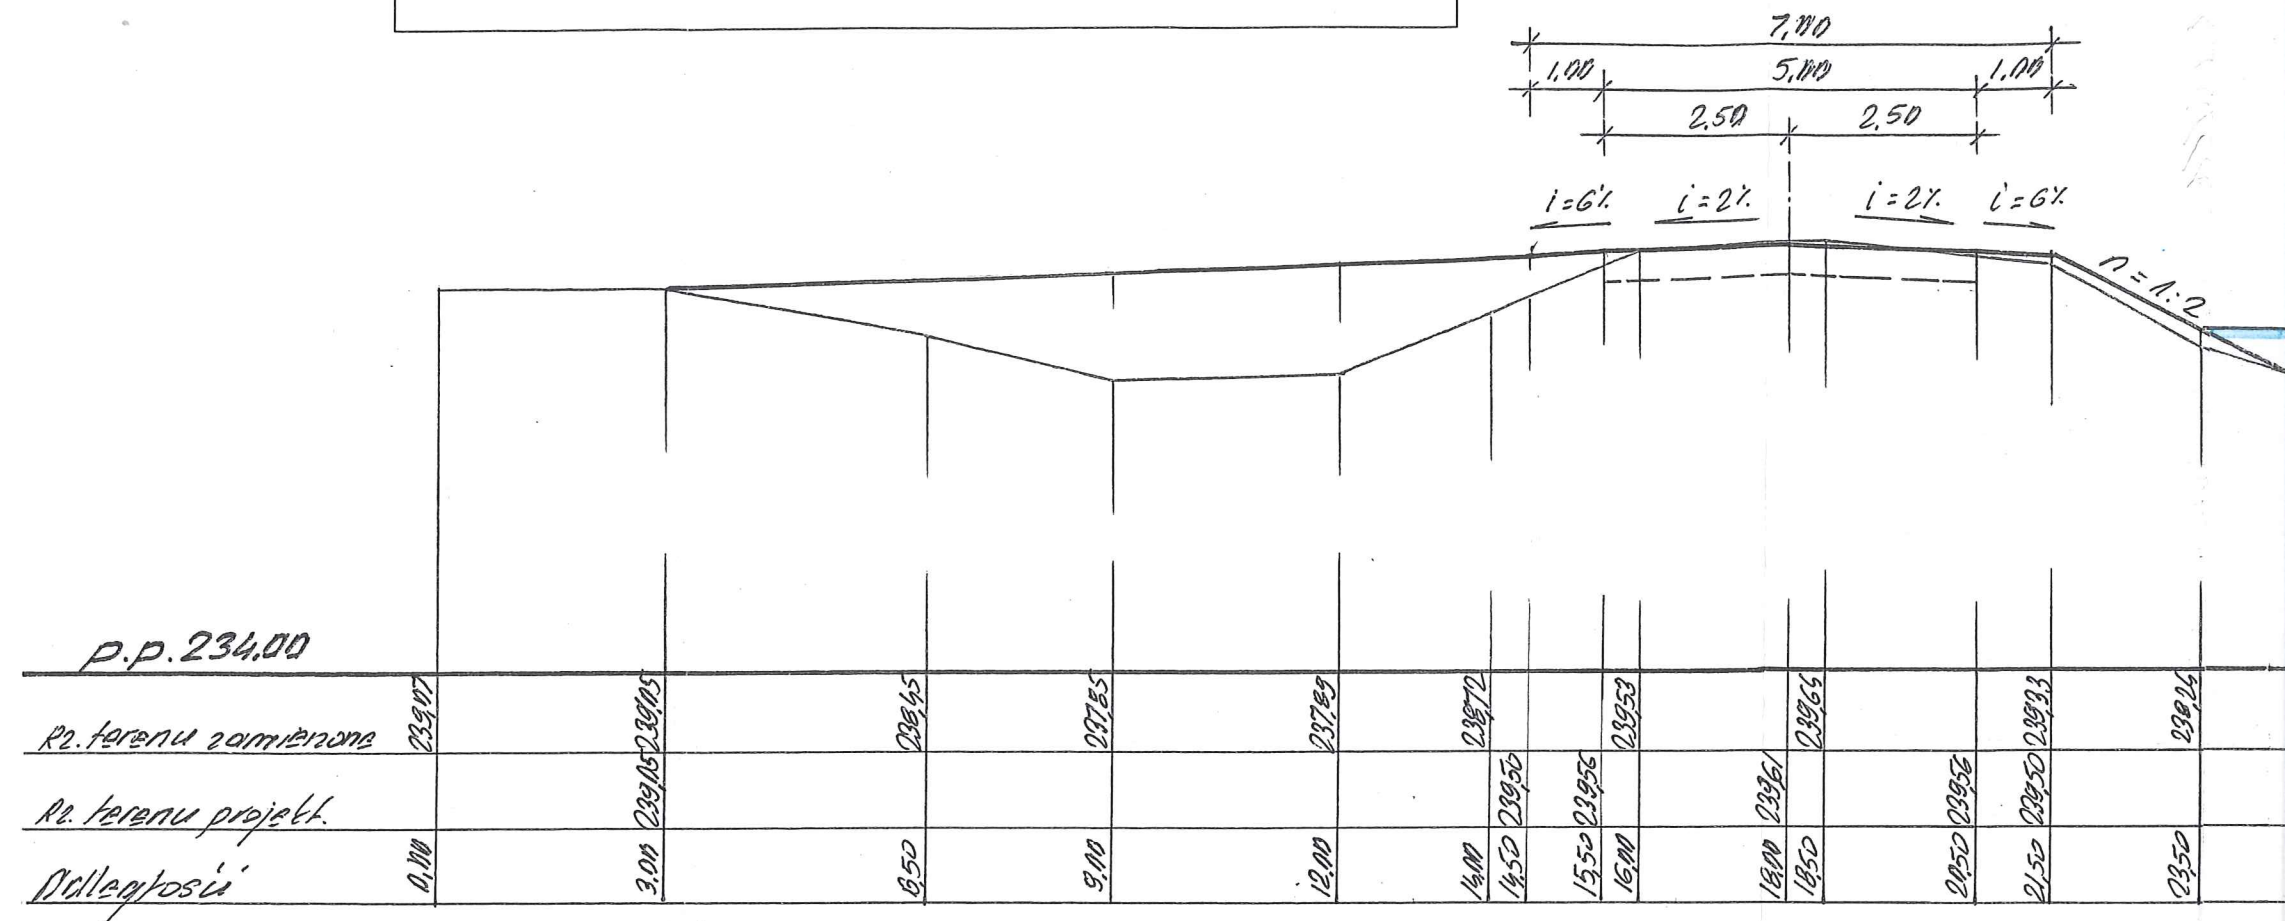 7,00
1,00 5,00 1,00
2,50 2,50
i=6% i=2% i=2% i=6%
n=1:2
p.p. 234,00
Rz. terenu zamierzone 239,07 239,05 238,45 237,85 237,89 238,72 239,53 239,65 239,33 238,26
Rz. terenu projekt. 239,05 239,50 239,56 239,61 239,56 239,50
Odległości 0,00 3,00 6,50 9,00 12,00 14,00 14,50 15,50 16,00 18,00 18,50 20,50 21,50 23,50